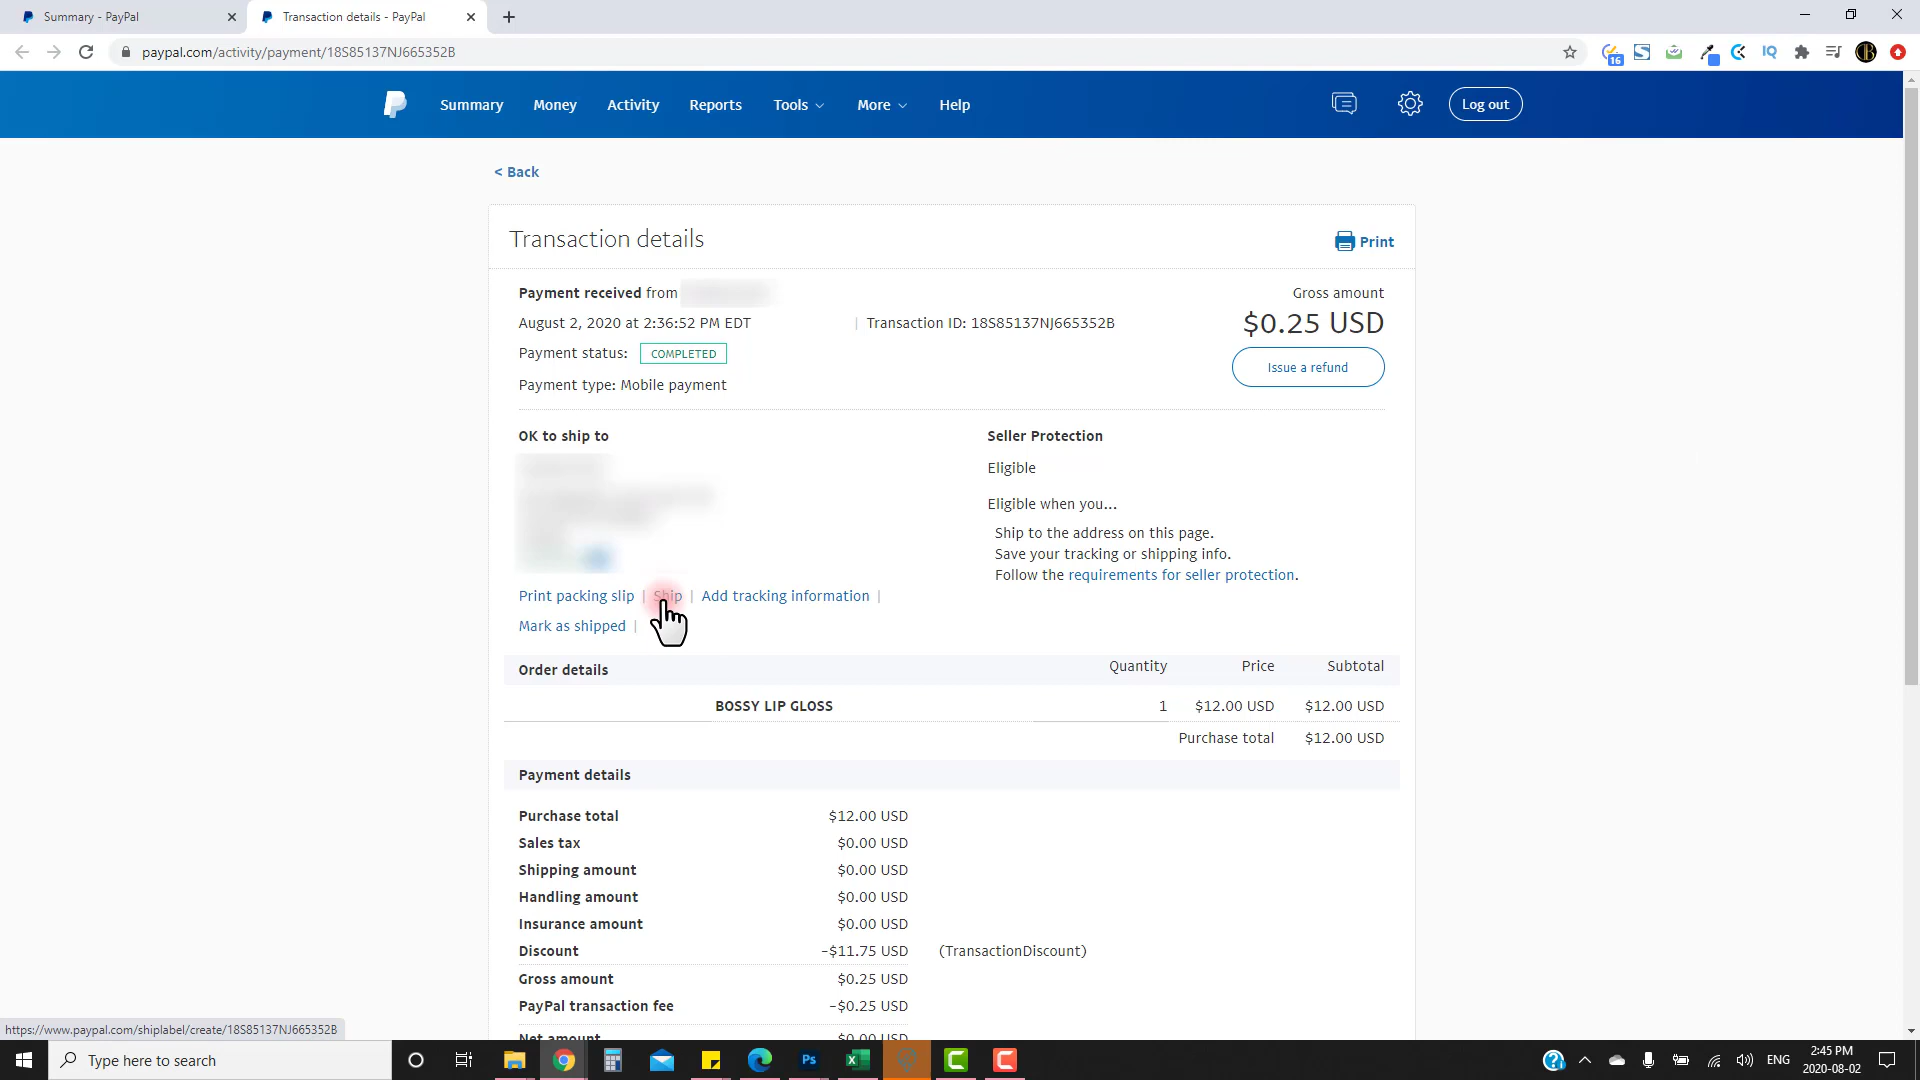 Summary - PayPal
Transaction details - PayPal
paypal.com/activity/payment/18S85137NJ665352B
16
IQ
Summary
Money
Activity
Reports
Tools
More
Help
Log out
< Back
Transaction details
Print
Payment received from
Gross amount
August 2, 2020 at 2:36:52 PM EDT
Transaction ID: 18S85137NJ665352B
$0.25 USD
Payment status: COMPLETED
Issue a refund
Payment type: Mobile payment
OK to ship to
Seller Protection
Eligible
Eligible when you...
Ship to the address on this page.
Save your tracking or shipping info.
Follow the requirements for seller protection.
Print packing slip | Ship | Add tracking information |
Mark as shipped |
Order details Quantity Price Subtotal
BOSSY LIP GLOSS 1 $12.00 USD $12.00 USD
Purchase total $12.00 USD
Payment details
Purchase total $12.00 USD
Sales tax $0.00 USD
Shipping amount $0.00 USD
Handling amount $0.00 USD
Insurance amount $0.00 USD
Discount -$11.75 USD (TransactionDiscount)
Gross amount $0.25 USD
PayPal transaction fee -$0.25 USD
Net amount $0.00 USD
https://www.paypal.com/shiplabel/create/18S85137NJ665352B
Type here to search
Ps
ENG
2:45 PM
2020-08-02